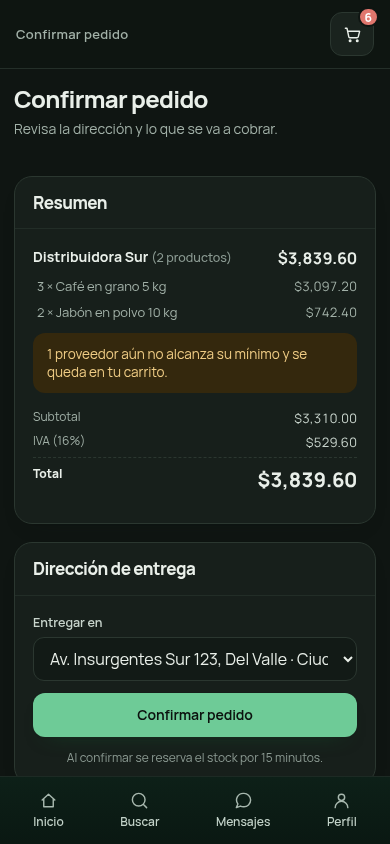 Confirmar pedido
6
Confirmar pedido
Revisa la dirección y lo que se va a cobrar.
Resumen
Distribuidora Sur (2 productos) $3,839.60
3 × Café en grano 5 kg $3,097.20
2 × Jabón en polvo 10 kg $742.40
1 proveedor aún no alcanza su mínimo y se
queda en tu carrito.
Subtotal $3,310.00
IVA (16%) $529.60
Total $3,839.60
Dirección de entrega
Entregar en
Av. Insurgentes Sur 123, Del Valle · Ciuc
Confirmar pedido
Al confirmar se reserva el stock por 15 minutos.
Inicio Buscar Mensajes Perfil